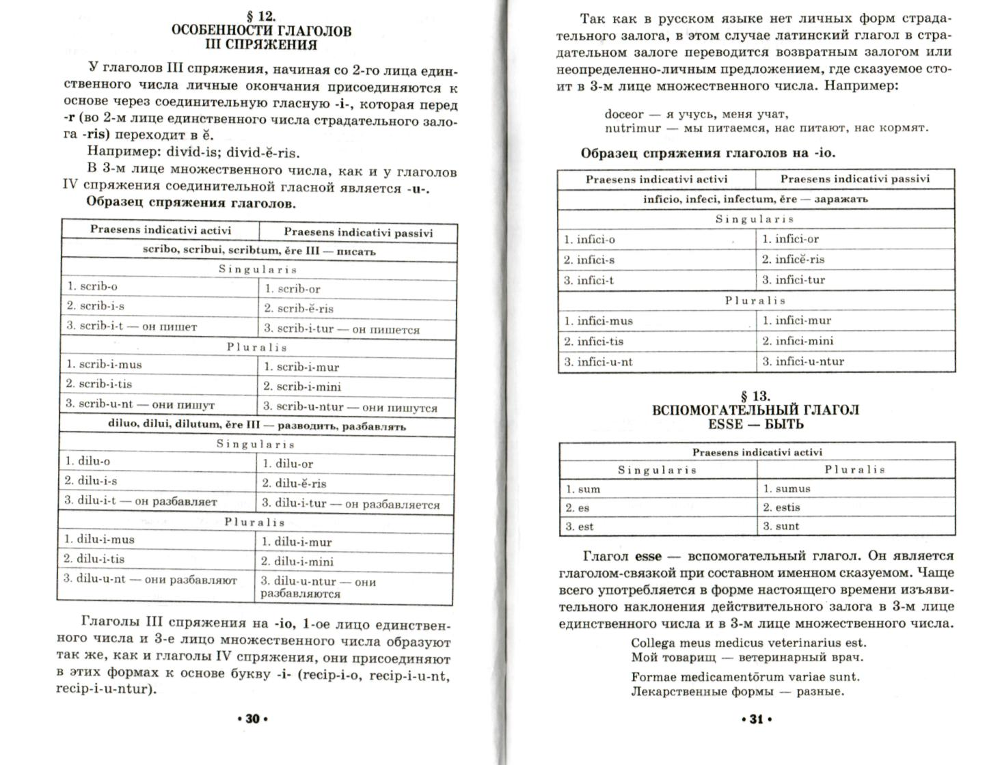 § 12.
ОСОБЕННОСТИ ГЛАГОЛОВ
III СПРЯЖЕНИЯ
У глаголов III спряжения, начиная со 2-го лица един-
ственного числа личные окончания присоединяются к
основе через соединительную гласную -i-, которая перед
-r (во 2-м лице единственного числа страдательного зало-
га -ris) переходит в ĕ.
Например: divid-is; divid-ĕ-ris.
В 3-м лице множественного числа, как и у глаголов
IV спряжения соединительной гласной является -u-.
Образец спряжения глаголов.
Praesens indicativi activi Praesens indicativi passivi
scribo, scribui, scribtum, ĕre III — писать
Singularis
1. scrib-o 1. scrib-or
2. scrib-i-s 2. scrib-ĕ-ris
3. scrib-i-t — он пишет 3. scrib-i-tur — он пишется
Pluralis
1. scrib-i-mus 1. scrib-i-mur
2. scrib-i-tis 2. scrib-i-mini
3. scrib-u-nt — они пишут 3. scrib-u-ntur — они пишутся
diluo, dilui, dilutum, ĕre III — разводить, разбавлять
Singularis
1. dilu-o 1. dilu-or
2. dilu-i-s 2. dilu-ĕ-ris
3. dilu-i-t — он разбавляет 3. dilu-i-tur — он разбавляется
Pluralis
1. dilu-i-mus 1. dilu-i-mur
2. dilu-i-tis 2. dilu-i-mini
3. dilu-u-nt — они разбавляют 3. dilu-u-ntur — они
разбавляются
Глаголы III спряжения на -io, 1-ое лицо единствен-
ного числа и 3-е лицо множественного числа образуют
так же, как и глаголы IV спряжения, они присоединяют
в этих формах к основе букву -i- (recip-i-o, recip-i-u-nt,
recip-i-u-ntur).
• 30 •
Так как в русском языке нет личных форм страда-
тельного залога, в этом случае латинский глагол в стра-
дательном залоге переводится возвратным залогом или
неопределенно-личным предложением, где сказуемое сто-
ит в 3-м лице множественного числа. Например:
doceor — я учусь, меня учат,
nutrimur — мы питаемся, нас питают, нас кормят.
Образец спряжения глаголов на -io.
Praesens indicativi activi Praesens indicativi passivi
inficio, infeci, infectum, ĕre — заражать
Singularis
1. infici-o 1. infici-or
2. infici-s 2. inficĕ-ris
3. infici-t 3. infici-tur
Pluralis
1. infici-mus 1. infici-mur
2. infici-tis 2. infici-mini
3. infici-u-nt 3. infici-u-ntur
§ 13.
ВСПОМОГАТЕЛЬНЫЙ ГЛАГОЛ
ESSE — БЫТЬ
Praesens indicativi activi
Singularis Pluralis
1. sum 1. sumus
2. es 2. estis
3. est 3. sunt
Глагол esse — вспомогательный глагол. Он является
глаголом-связкой при составном именном сказуемом. Чаще
всего употребляется в форме настоящего времени изъяви-
тельного наклонения действительного залога в 3-м лице
единственного числа и в 3-м лице множественного числа.
Collega meus medicus veterinarius est.
Мой товарищ — ветеринарный врач.
Formae medicamentōrum variae sunt.
Лекарственные формы — разные.
• 31 •